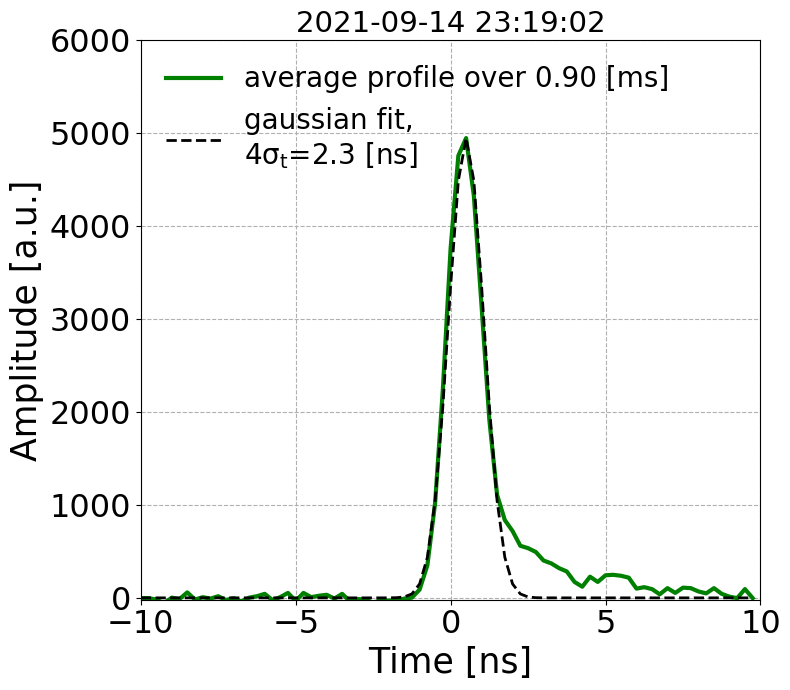 2021-09-14 23:19:02
6000
average profile over 0.90 [ms]
gaussian fit,
4σt=2.3 [ns]
5000
4000
3000
2000
1000
0
Amplitude [a.u.]
−10
−5
0
5
10
Time [ns]